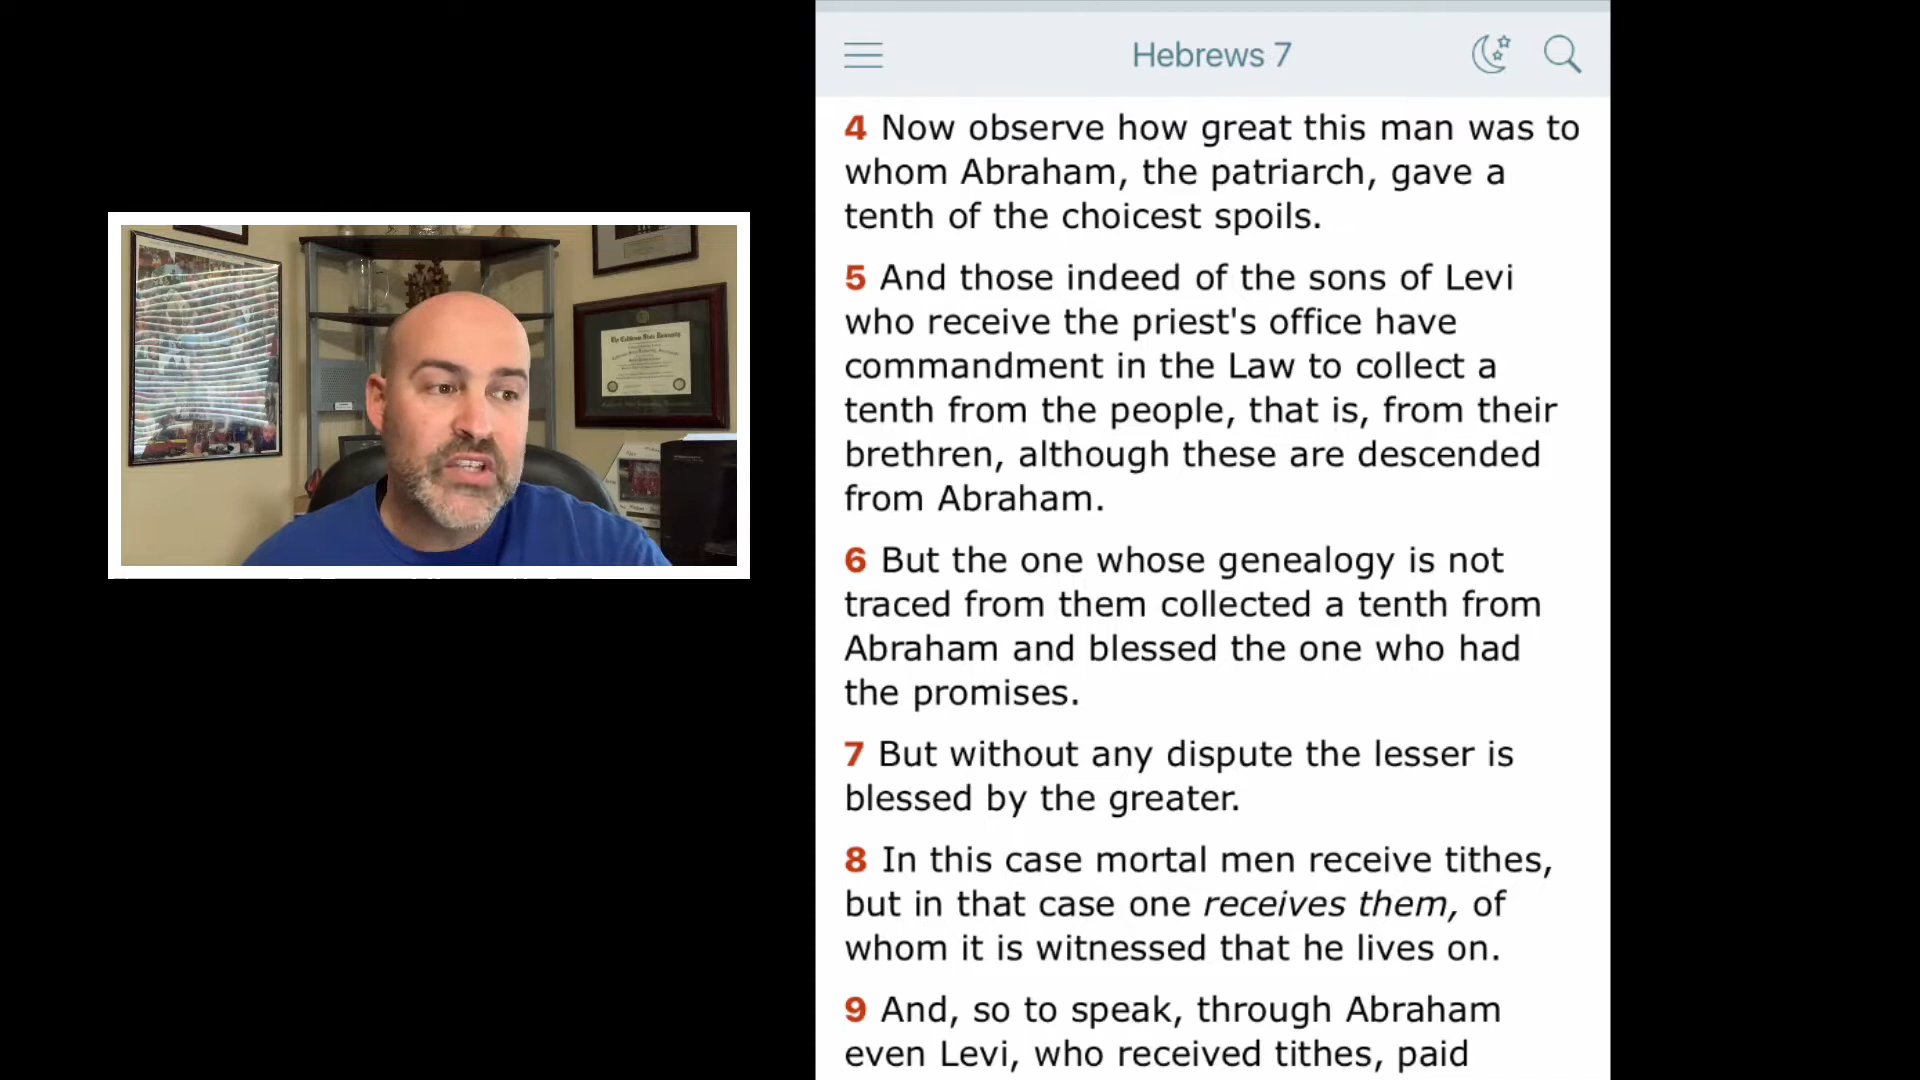 Hebrews 7
4 Now observe how great this man was to
whom Abraham, the patriarch, gave a
tenth of the choicest spoils.
5 And those indeed of the sons of Levi
who receive the priest's office have
commandment in the Law to collect a
tenth from the people, that is, from their
brethren, although these are descended
from Abraham.
6 But the one whose genealogy is not
traced from them collected a tenth from
Abraham and blessed the one who had
the promises.
7 But without any dispute the lesser is
blessed by the greater.
8 In this case mortal men receive tithes,
but in that case one receives them, of
whom it is witnessed that he lives on.
9 And, so to speak, through Abraham
even Levi, who received tithes, paid
The California State University